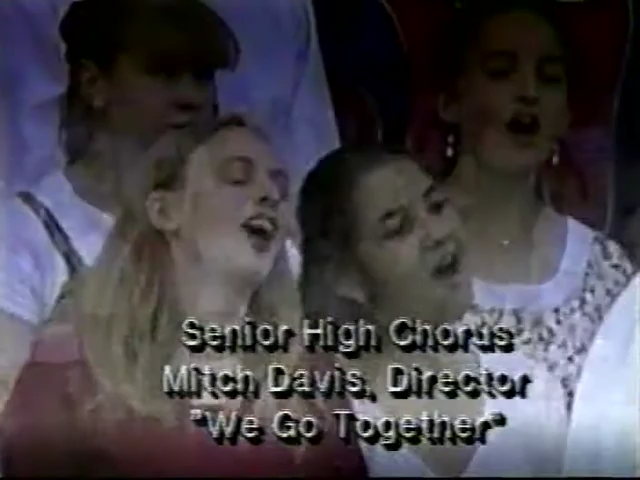 Senior High Chorus
Mitch Davis, Director
"We Go Together"